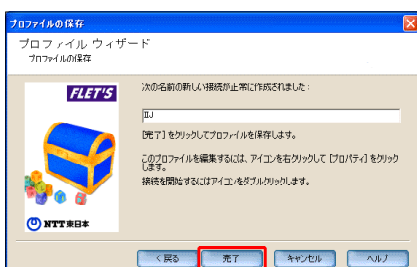 プロファイルの保存
プロファイル ウィザード
プロファイルの保存
FLET'S
次の名前の新しい接続が正常に作成されました:
IIJ
[完了] をクリックしてプロファイルを保存します。
このプロファイルを編集するには、アイコンを右クリックして [プロパティ] をクリック
します。
接続を開始するにはアイコンをダブルクリックします。
NTT東日本
< 戻る
完了
キャンセル
ヘルプ